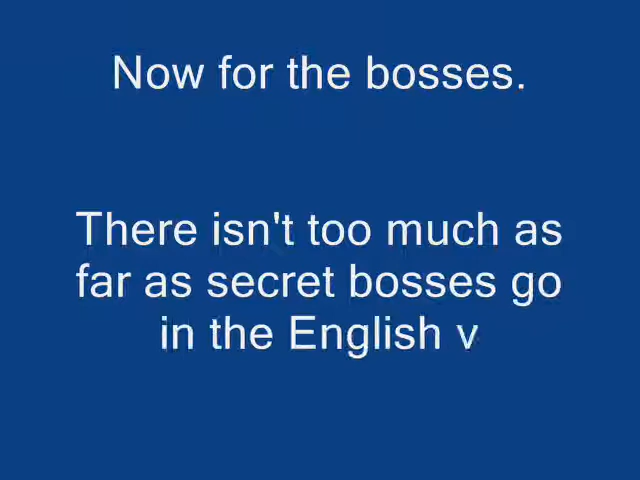 Now for the bosses.
There isn't too much as
far as secret bosses go
in the English v